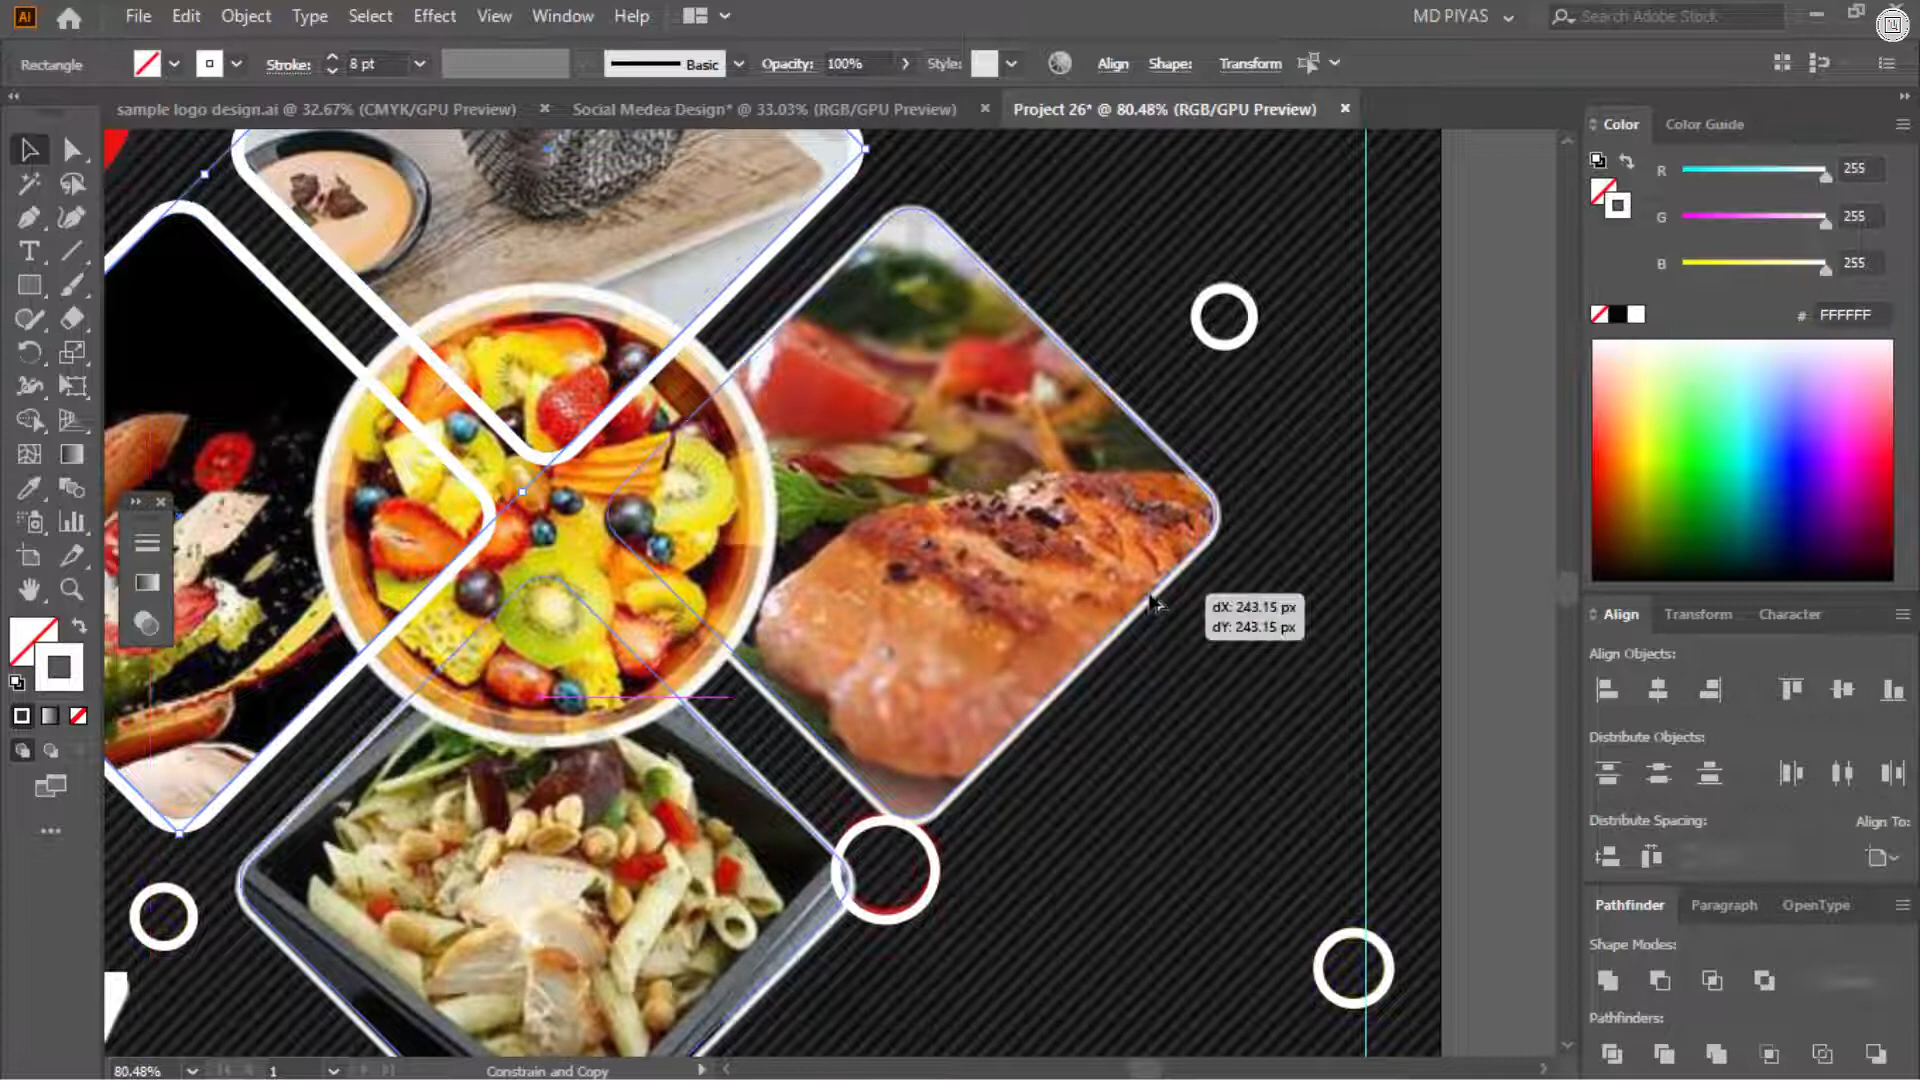 Ai File Edit Object Type Select Effect View Window Help MD PIYAS Search Adobe Stock
Rectangle Stroke: 8 pt Basic Opacity: 100% Style: Align Shape: Transform
sample logo design.ai @ 32.67% (CMYK/GPU Preview) Social Medea Design* @ 33.03% (RGB/GPU Preview) Project 26* @ 80.48% (RGB/GPU Preview)
Color Color Guide
R 255
G 255
B 255
# FFFFFF
dX: 243.15 px
dY: 243.15 px
Align Transform Character
Align Objects:
Distribute Objects:
Distribute Spacing: Align To:
Pathfinder Paragraph OpenType
Shape Modes:
Pathfinders:
80.48% 1 Constrain and Copy